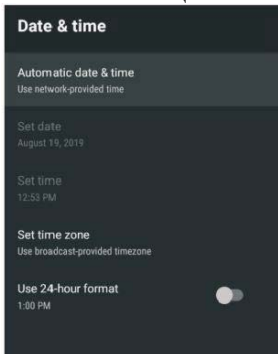 Date & time
Automatic date & time
Use network-provided time
Set date
August 19, 2019
Set time
12:53 PM
Set time zone
Use broadcast-provided timezone
Use 24-hour format
1:00 PM